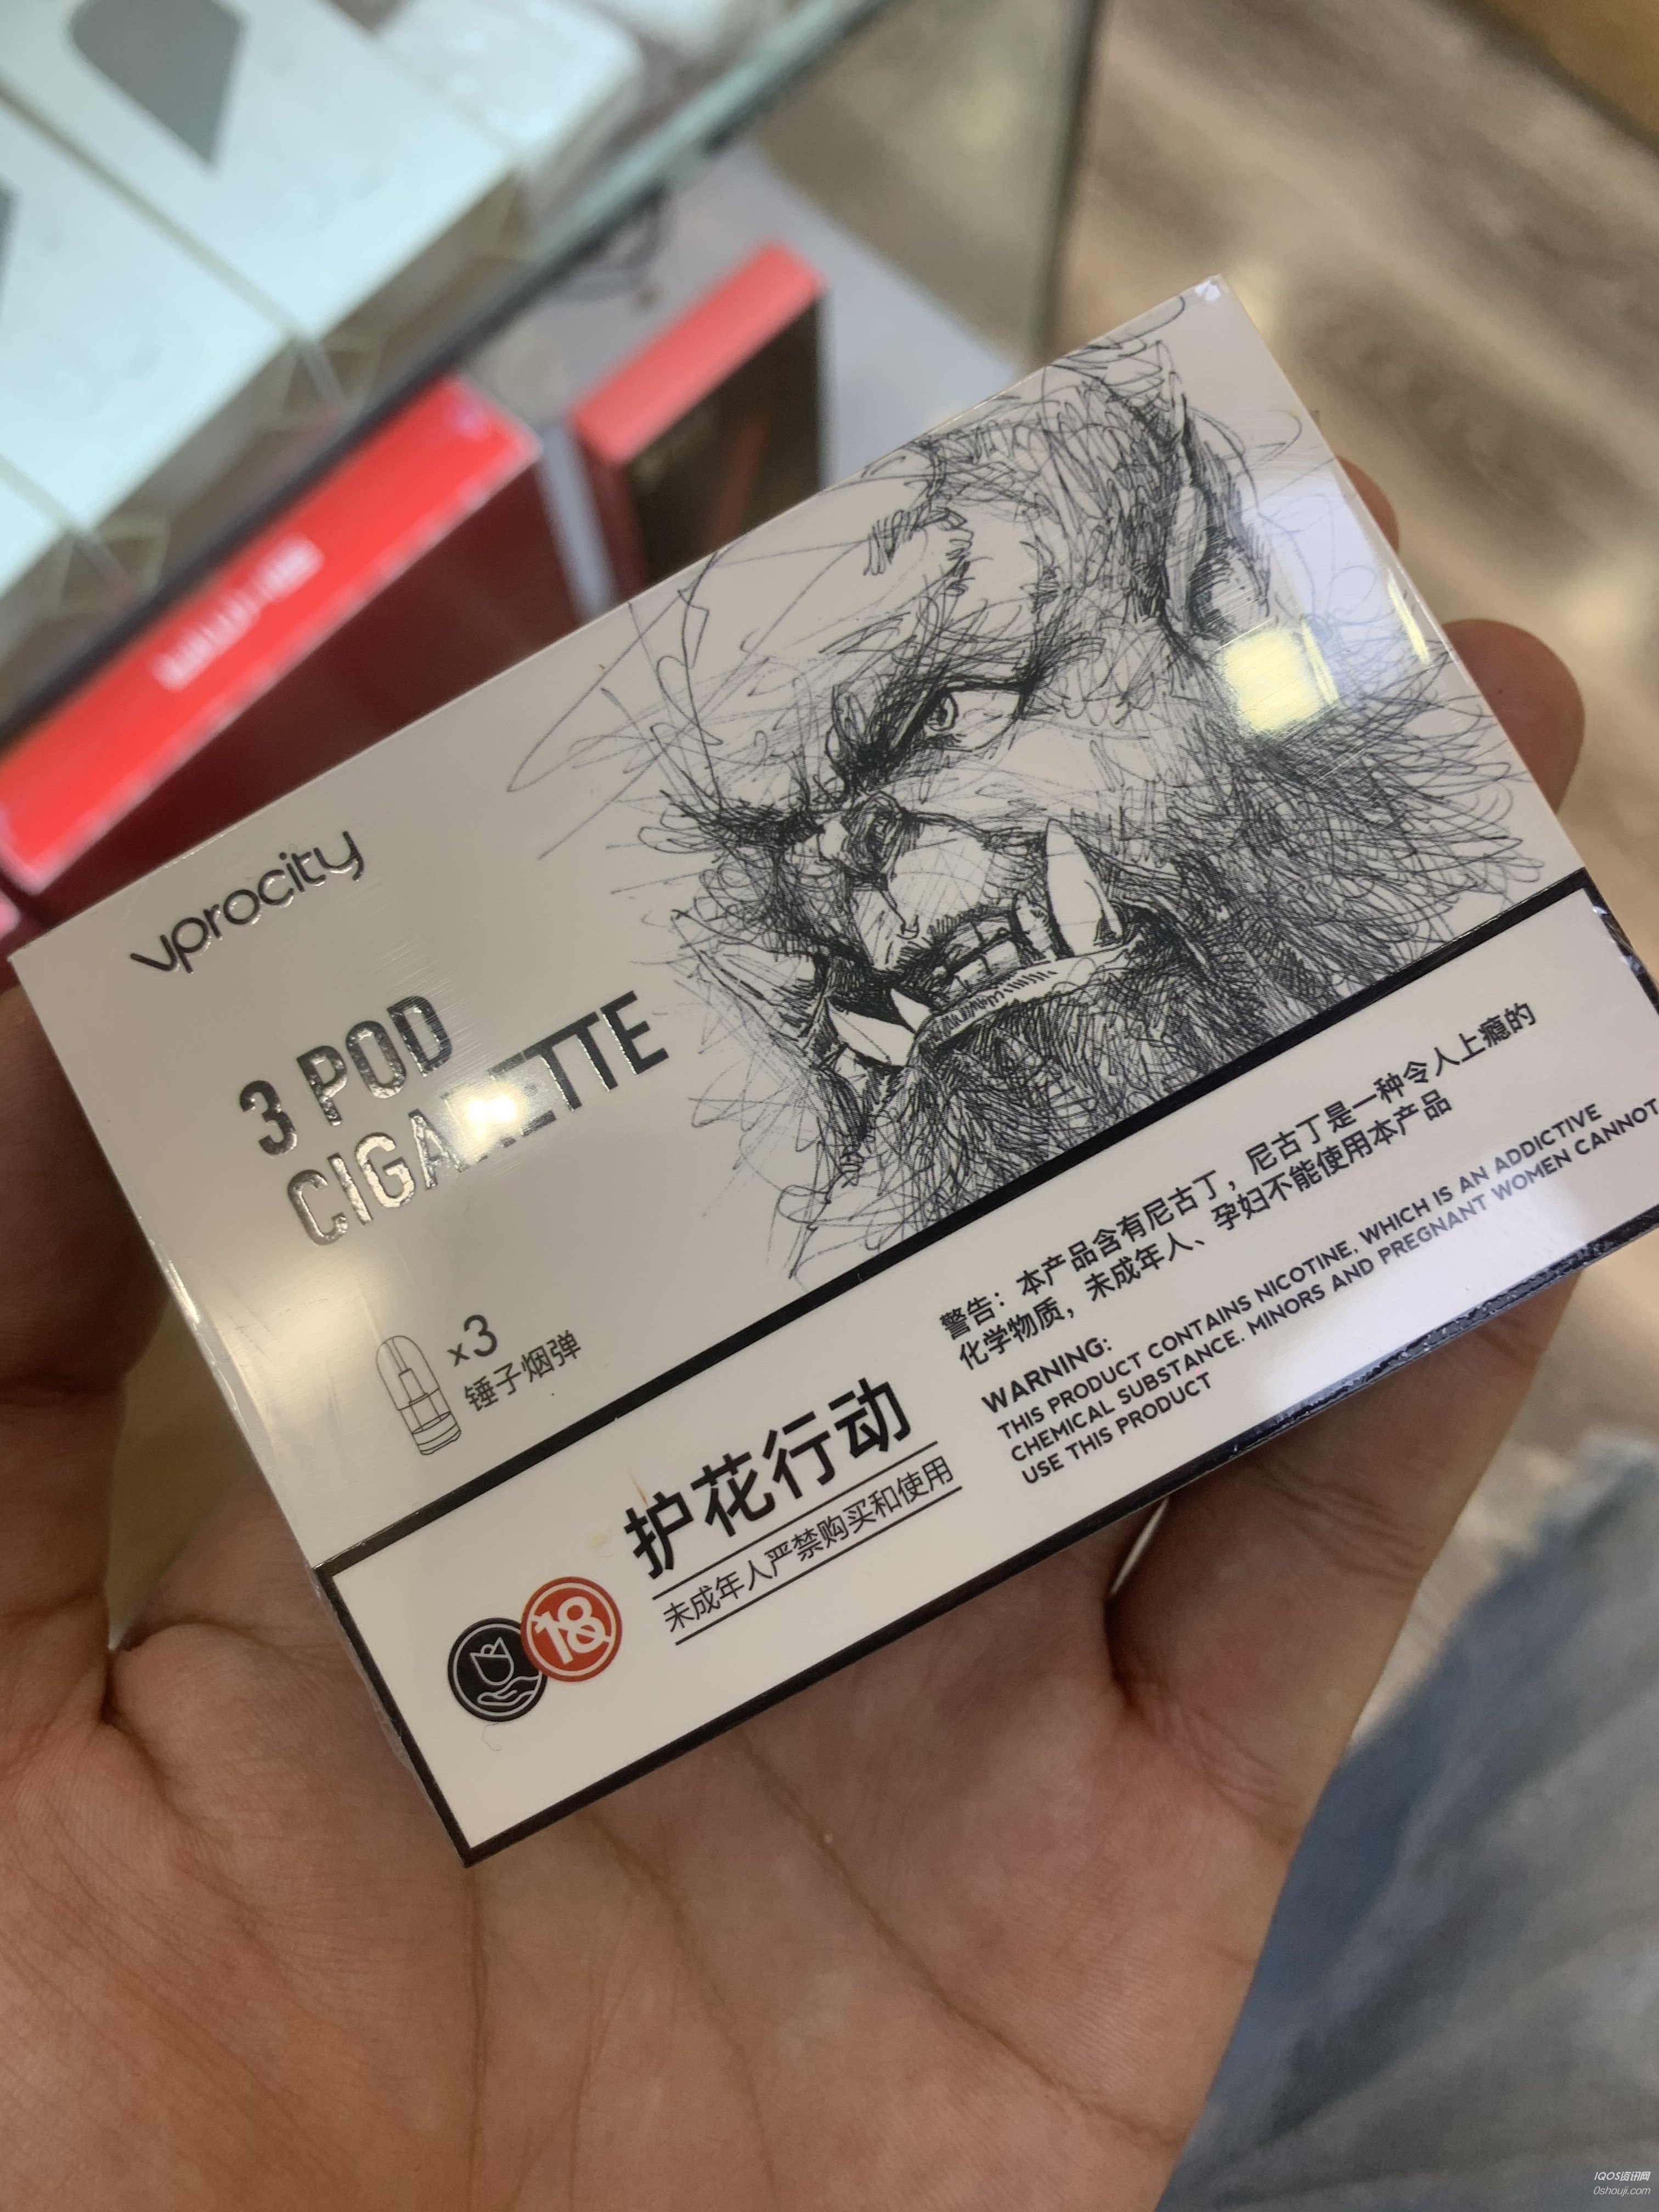 vprocity
3 POD
CIGARETTE
×3
锤子烟弹
护花行动
未成年人严禁购买和使用
18
警告：本产品含有尼古丁，尼古丁是一种令人上瘾的
化学物质，未成年人、孕妇不能使用本产品
WARNING:
THIS PRODUCT CONTAINS NICOTINE, WHICH IS AN ADDICTIVE
CHEMICAL SUBSTANCE. MINORS AND PREGNANT WOMEN CANNOT
USE THIS PRODUCT
IQOS资讯网
0shouji.com